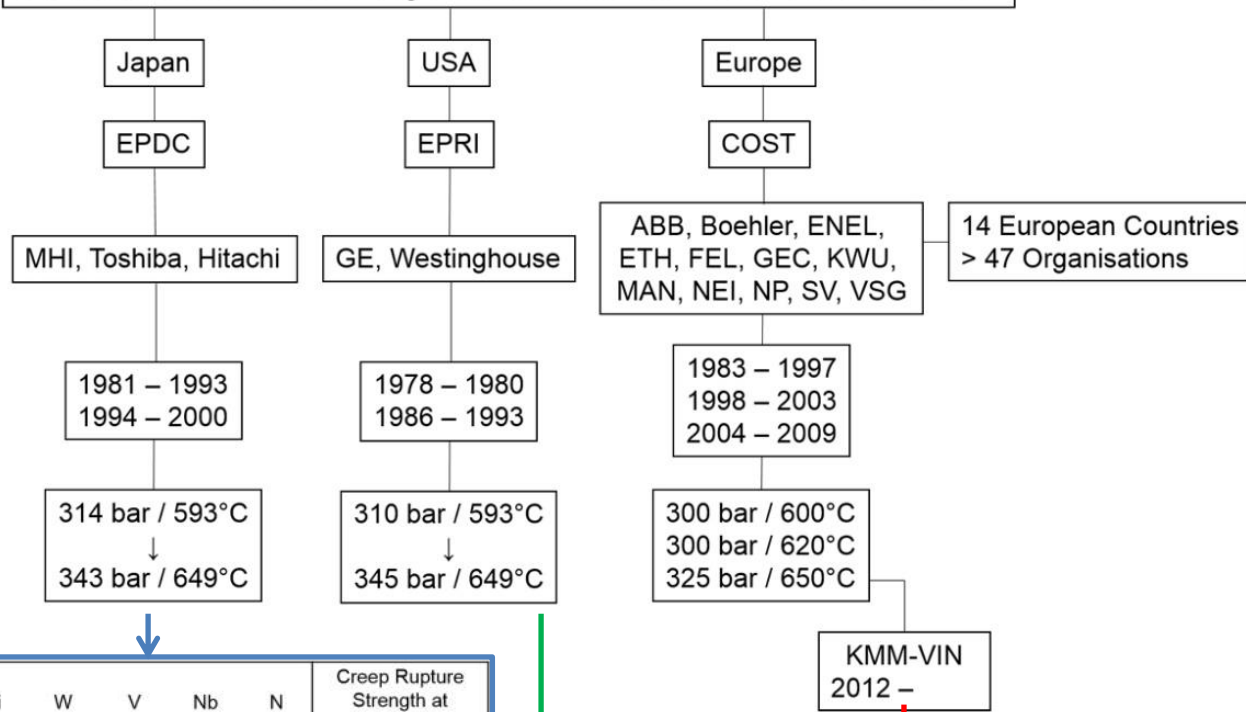 Japan
USA
Europe
EPDC
EPRI
COST
MHI, Toshiba, Hitachi
GE, Westinghouse
ABB, Boehler, ENEL,
ETH, FEL, GEC, KWU,
MAN, NEI, NP, SV, VSG
14 European Countries
> 47 Organisations
1981 – 1993
1994 – 2000
1978 – 1980
1986 – 1993
1983 – 1997
1998 – 2003
2004 – 2009
314 bar / 593°C
↓
343 bar / 649°C
310 bar / 593°C
↓
345 bar / 649°C
300 bar / 600°C
300 bar / 620°C
325 bar / 650°C
KMM-VIN
2012 –
W V Nb N
Creep Rupture
Strength at